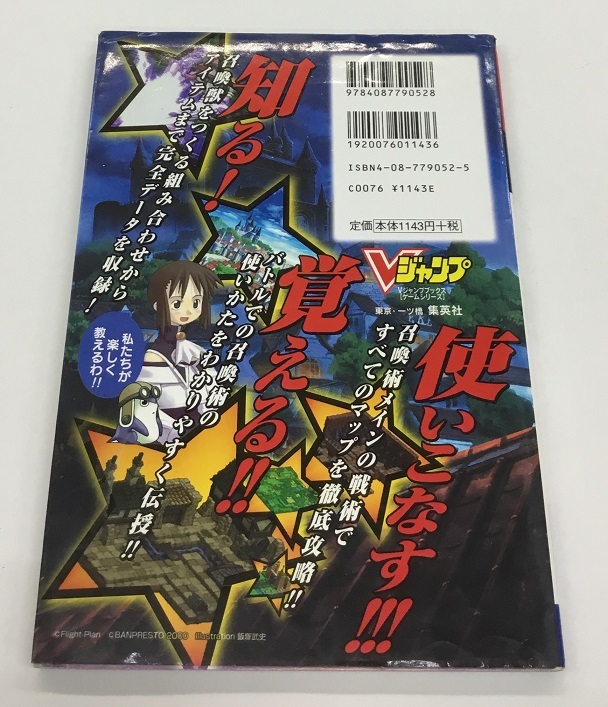 9784087790528
1920076011436
ISBN4-08-779052-5
C0076 ¥1143E
定価 本体1143円+税
Vジャンプ
Vジャンプブックス
[ゲームシリーズ]
東京・一ツ橋 集英社
知る!
召喚獣をつくる組み合わせから
アイテムまで完全データを収録!
覚える!!
バトルでの召喚術の
使いかたをわかりやすく伝授!!
使いこなす!!!
召喚術メインの戦術で
すべてのマップを徹底攻略!!
私たちが
楽しく
教えるわ!!
©Flight-Plan ©BANPRESTO 2000 illustration 飯塚武史